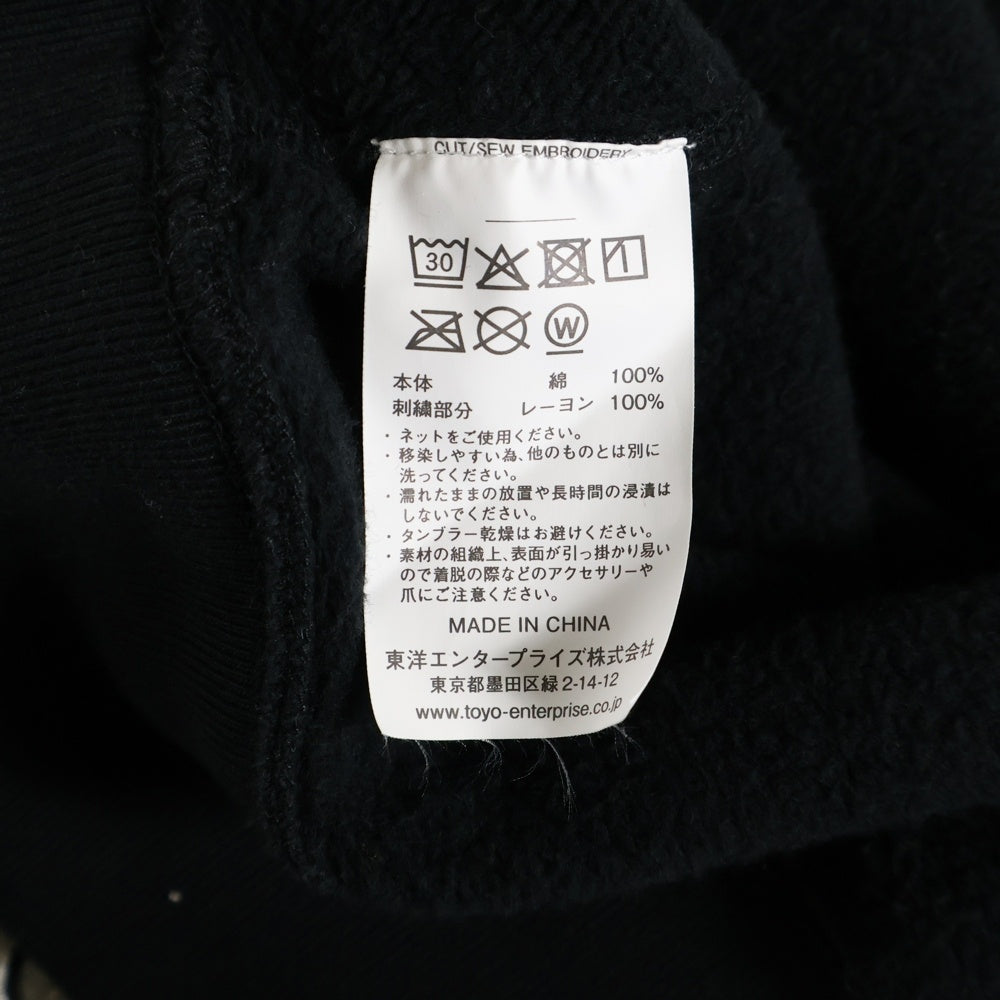 CUT/SEW EMBROIDERY
30
W
本体 綿 100%
刺繍部分 レーヨン 100%
・ネットをご使用ください。
・移染しやすい為、他のものとは別に
洗ってください。
・濡れたままの放置や長時間の浸漬は
しないでください。
・タンブラー乾燥はお避けください。
・素材の組織上、表面が引っ掛かり易い
ので着脱の際などのアクセサリーや
爪にご注意ください。
MADE IN CHINA
東洋エンタープライズ株式会社
東京都墨田区緑2-14-12
www.toyo-enterprise.co.jp